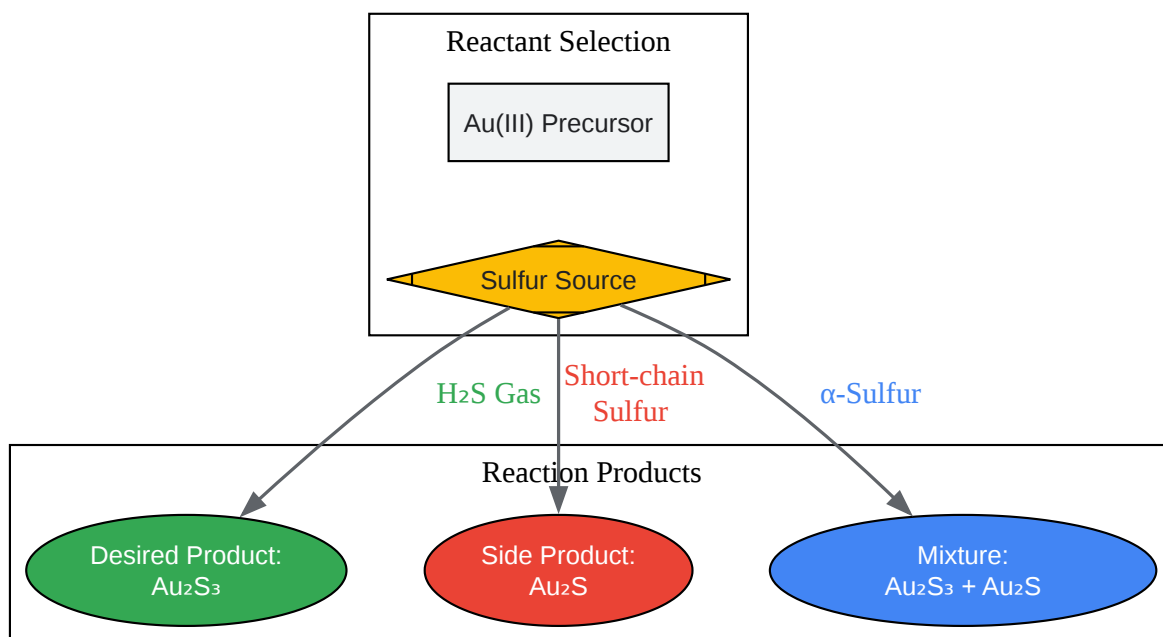 Reactant Selection
Au(III) Precursor
Sulfur Source
H₂S Gas
Short-chain
Sulfur
α-Sulfur
Reaction Products
Desired Product:
Au₂S₃
Side Product:
Au₂S
Mixture:
Au₂S₃ + Au₂S